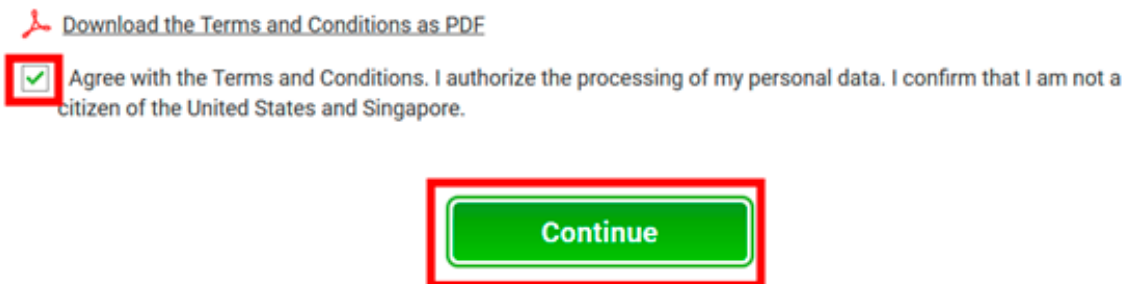 Download the Terms and Conditions as PDF
Agree with the Terms and Conditions. I authorize the processing of my personal data. I confirm that I am not a
citizen of the United States and Singapore.
Continue